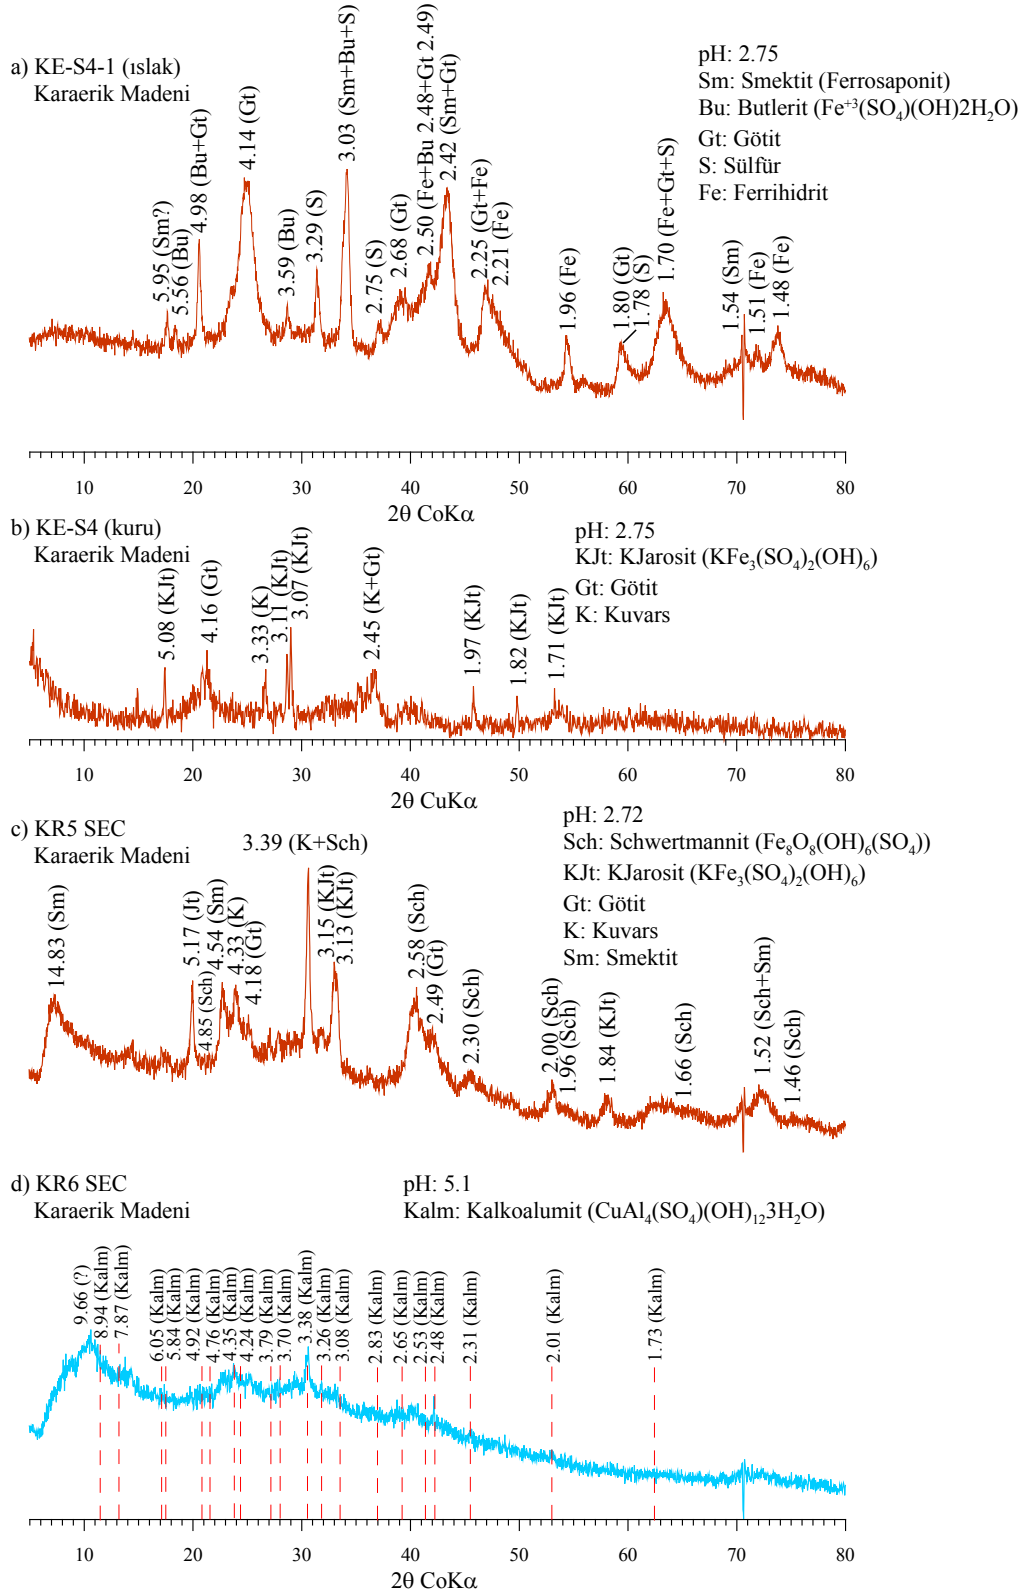 a) KE-S4-1 (ıslak)
Karaerik Madeni
pH: 2.75
Sm: Smektit (Ferrosaponit)
Bu: Butlerit (Fe⁺³(SO₄)(OH)2H₂O)
Gt: Götit
S: Sülfür
Fe: Ferrihidrit
5.95 (Sm?)
5.56 (Bu)
4.98 (Bu+Gt)
4.14 (Gt)
3.59 (Bu)
3.29 (S)
3.03 (Sm+Bu+S)
2.75 (S)
2.68 (Gt)
2.50 (Fe+Bu 2.48+Gt 2.49)
2.42 (Sm+Gt)
2.25 (Gt+Fe)
2.21 (Fe)
1.96 (Fe)
1.80 (Gt)
1.78 (S)
1.70 (Fe+Gt+S)
1.54 (Sm)
1.51 (Fe)
1.48 (Fe)
10 20 30 40 50 60 70 80
2θ CoKα
b) KE-S4 (kuru)
Karaerik Madeni
pH: 2.75
KJt: KJarosit (KFe₃(SO₄)₂(OH)₆)
Gt: Götit
K: Kuvars
5.08 (KJt)
4.16 (Gt)
3.33 (K)
3.11 (KJt)
3.07 (KJt)
2.45 (K+Gt)
1.97 (KJt)
1.82 (KJt)
1.71 (KJt)
10 20 30 40 50 60 70 80
2θ CuKα
c) KR5 SEC
Karaerik Madeni
pH: 2.72
Sch: Schwertmannit (Fe₈O₈(OH)₆(SO₄))
KJt: KJarosit (KFe₃(SO₄)₂(OH)₆)
Gt: Götit
K: Kuvars
Sm: Smektit
14.83 (Sm)
5.17 (Jt)
4.85 (Sch)
4.54 (Sm)
4.33 (K)
4.18 (Gt)
3.39 (K+Sch)
3.15 (KJt)
3.13 (KJt)
2.58 (Sch)
2.49 (Gt)
2.30 (Sch)
2.00 (Sch)
1.96 (Sch)
1.84 (KJt)
1.66 (Sch)
1.52 (Sch+Sm)
1.46 (Sch)
d) KR6 SEC
Karaerik Madeni
pH: 5.1
Kalm: Kalkoalumit (CuAl₄(SO₄)(OH)₁₂3H₂O)
9.66 (?)
8.94 (Kalm)
7.87 (Kalm)
6.05 (Kalm)
5.84 (Kalm)
4.92 (Kalm)
4.76 (Kalm)
4.35 (Kalm)
4.24 (Kalm)
3.79 (Kalm)
3.70 (Kalm)
3.38 (Kalm)
3.26 (Kalm)
3.08 (Kalm)
2.83 (Kalm)
2.65 (Kalm)
2.53 (Kalm)
2.48 (Kalm)
2.31 (Kalm)
2.01 (Kalm)
1.73 (Kalm)
10 20 30 40 50 60 70 80
2θ CoKα